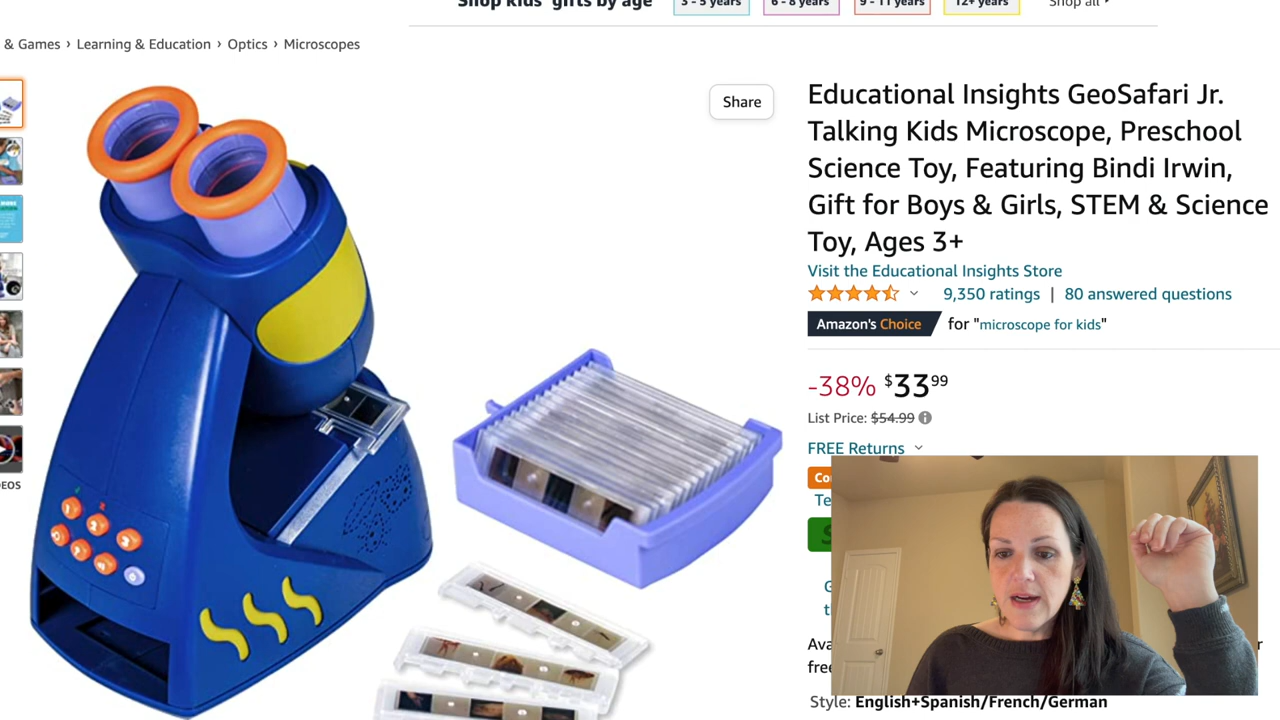 Shop kids' gifts by age
3 - 5 years
6 - 8 years
9 - 11 years
12+ years
Shop all
& Games › Learning & Education › Optics › Microscopes
Share
Educational Insights GeoSafari Jr.
Talking Kids Microscope, Preschool
Science Toy, Featuring Bindi Irwin,
Gift for Boys & Girls, STEM & Science
Toy, Ages 3+
Visit the Educational Insights Store
9,350 ratings | 80 answered questions
Amazon's Choice for "microscope for kids"
-38% $33 99
List Price: $54.99
FREE Returns
EOS
Style: English+Spanish/French/German